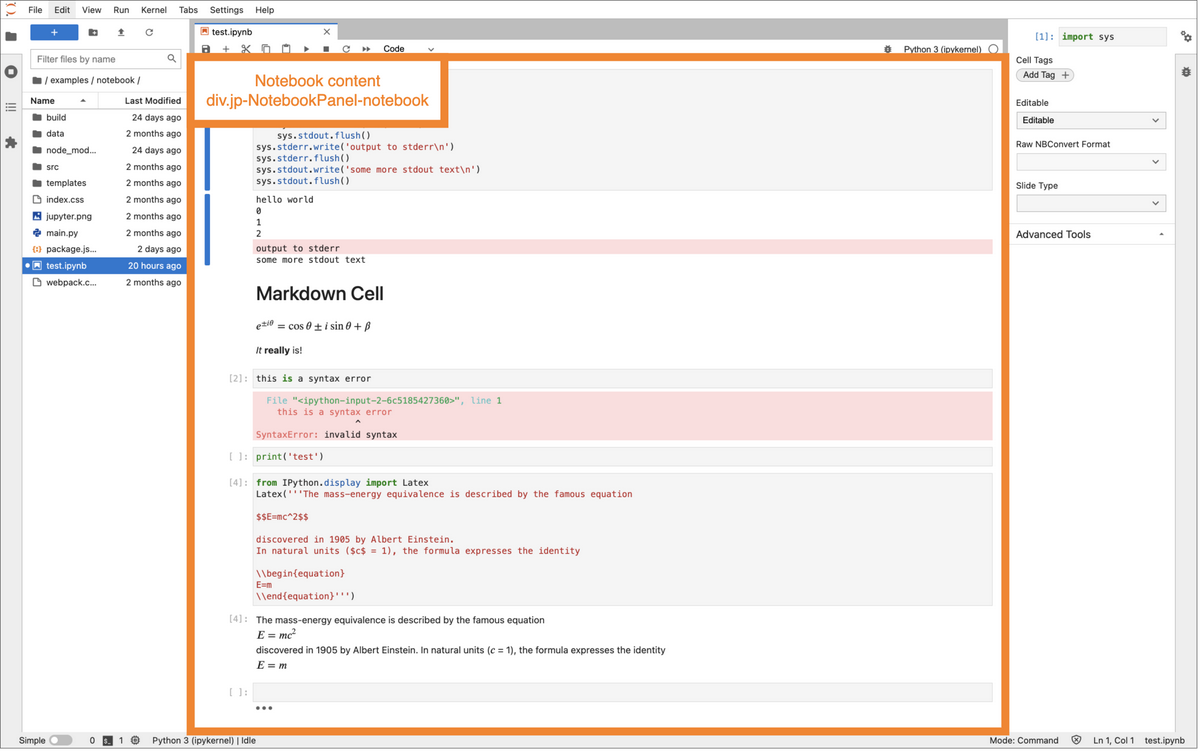 File Edit View Run Kernel Tabs Settings Help
+
Filter files by name
/ examples / notebook /
Name Last Modified
build 24 days ago
data 2 months ago
node_mod... 24 days ago
src 2 months ago
templates 2 months ago
index.css 2 months ago
jupyter.png 2 months ago
main.py 2 months ago
package.js... 2 days ago
test.ipynb 20 hours ago
webpack.c... 2 months ago
test.ipynb
Code
Python 3 (ipykernel)
Notebook content
div.jp-NotebookPanel-notebook
sys.stdout.flush()
sys.stderr.write('output to stderr\n')
sys.stderr.flush()
sys.stdout.write('some more stdout text\n')
sys.stdout.flush()
hello world
0
1
2
output to stderr
some more stdout text
Markdown Cell
e±iθ = cos θ ± i sin θ + β
It really is!
[2]: this is a syntax error
File "<ipython-input-2-6c5185427360>", line 1
this is a syntax error
^
SyntaxError: invalid syntax
[ ]: print('test')
[4]: from IPython.display import Latex
Latex('''The mass-energy equivalence is described by the famous equation
$$E=mc^2$$
discovered in 1905 by Albert Einstein.
In natural units ($c$ = 1), the formula expresses the identity
\\begin{equation}
E=m
\\end{equation}''')
[4]: The mass-energy equivalence is described by the famous equation
E = mc²
discovered in 1905 by Albert Einstein. In natural units (c = 1), the formula expresses the identity
E = m
[ ]:
[1]: import sys
Cell Tags
Add Tag +
Editable
Editable
Raw NBConvert Format
Slide Type
Advanced Tools
Simple 0 1 Python 3 (ipykernel) | Idle
Mode: Command Ln 1, Col 1 test.ipynb